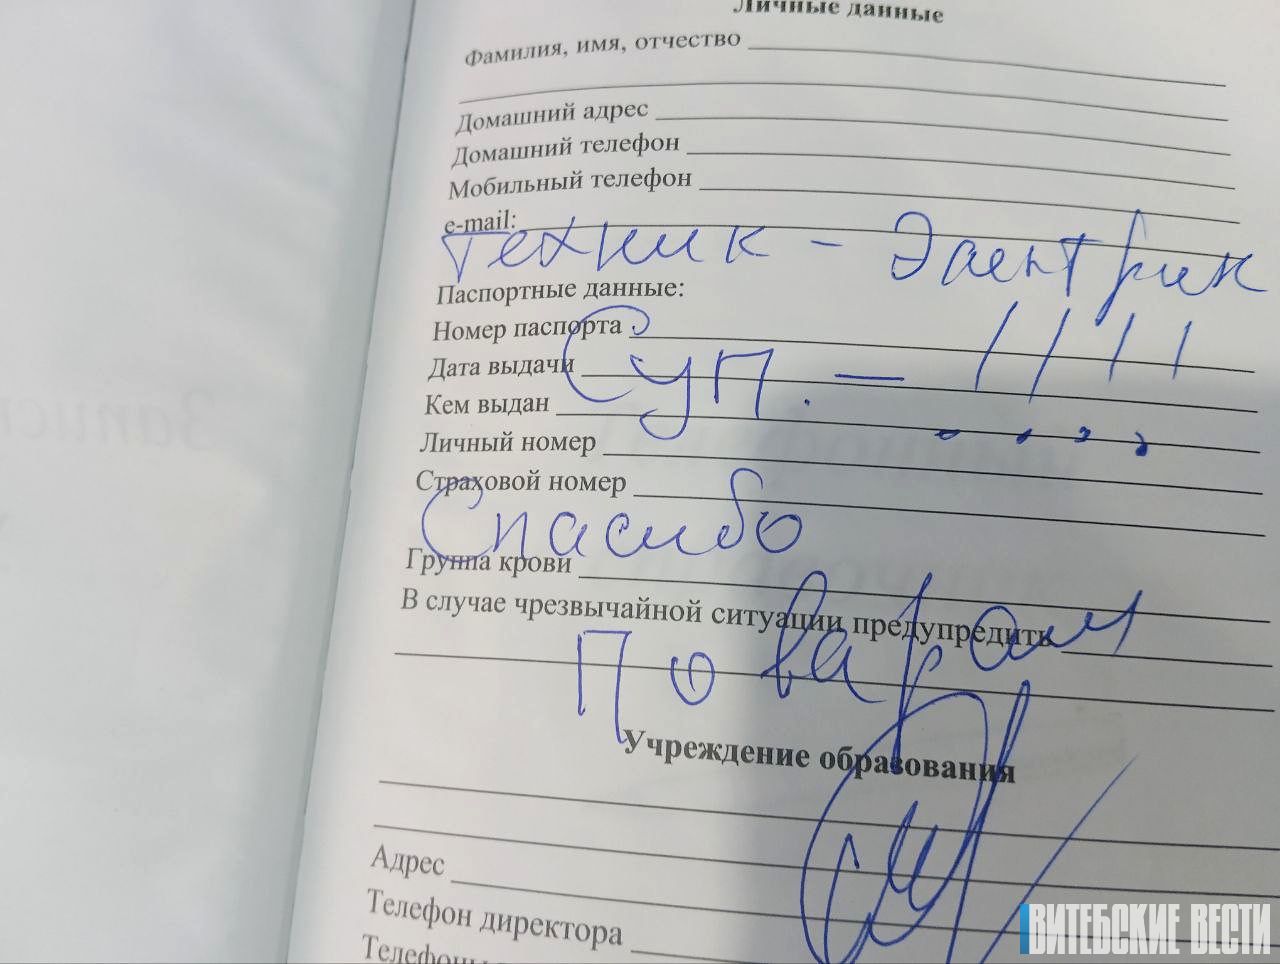 Личные данные
Фамилия, имя, отчество
Домашний адрес
Домашний телефон
Мобильный телефон
e-mail:
Техник - Электрик
Паспортные данные:
Номер паспорта
Дата выдачи
Суп. - !!!!
Кем выдан
Личный номер
Страховой номер
Спасибо
Группа крови
В случае чрезвычайной ситуации предупредить
Поварам
Учреждение образования
Адрес
Телефон директора
Телефоны
ВИТЕБСКИЕ ВЕСТИ